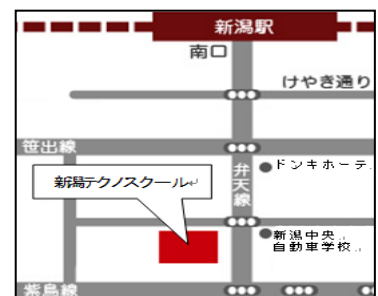 新潟駅
南口
けやき通り
笹出線
弁天線
ドンキホーテ
新潟テクノスクール
新潟中央
自動車学校
紫鳥線